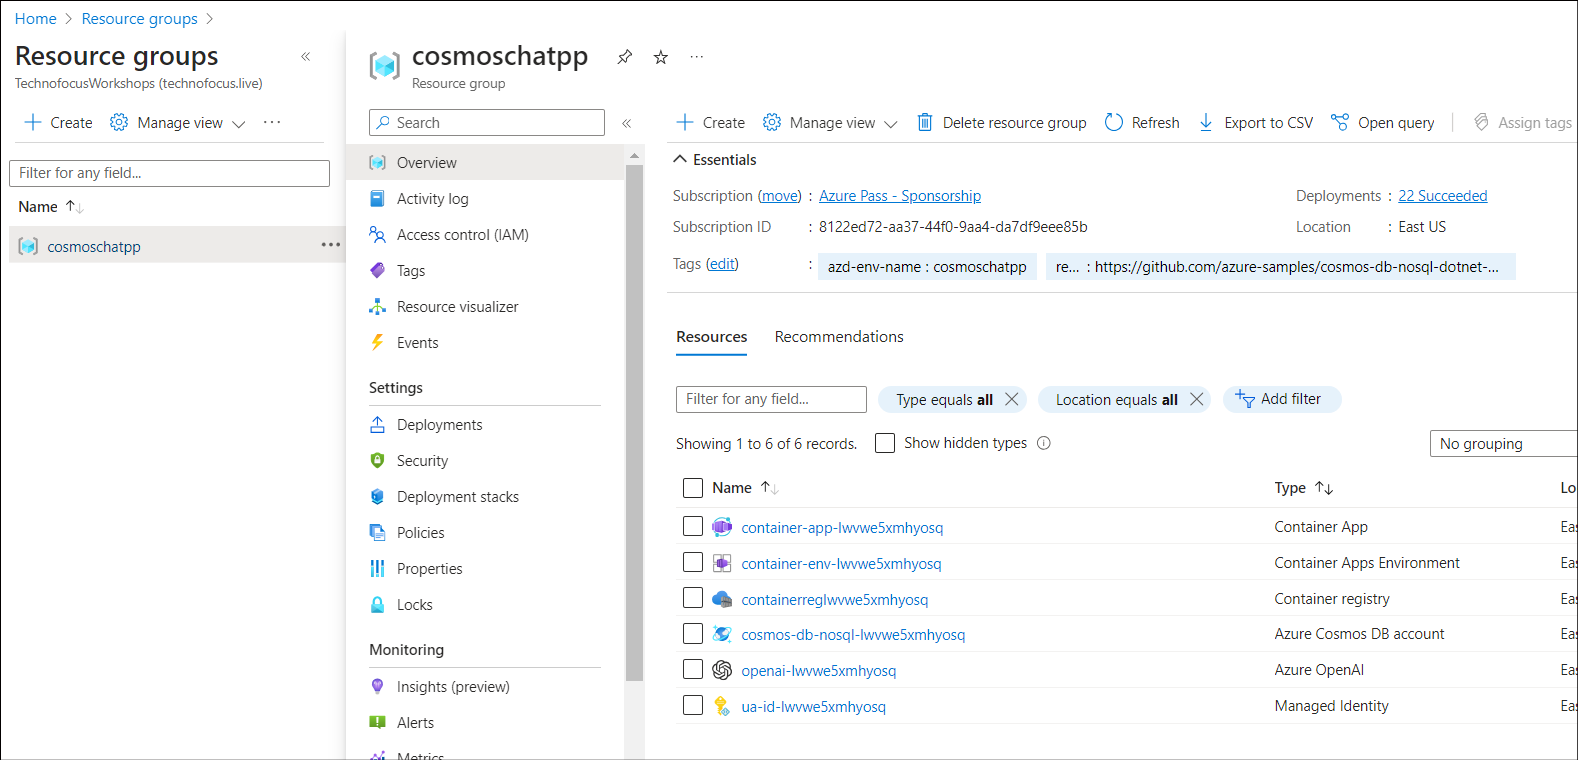 Home > Resource groups >
Resource groups «
TechnofocusWorkshops (technofocus.live)
Create Manage view ...
Filter for any field...
Name ↑↓
cosmoschatpp ...
cosmoschatpp ...
Resource group
Search «
Overview
Activity log
Access control (IAM)
Tags
Resource visualizer
Events
Settings
Deployments
Security
Deployment stacks
Policies
Properties
Locks
Monitoring
Insights (preview)
Alerts
Metrics
Create Manage view Delete resource group Refresh Export to CSV Open query Assign tags
Essentials
Subscription (move) : Azure Pass - Sponsorship
Subscription ID : 8122ed72-aa37-44f0-9aa4-da7df9eee85b
Tags (edit) : azd-env-name : cosmoschatpp re... : https://github.com/azure-samples/cosmos-db-nosql-dotnet-...
Deployments : 22 Succeeded
Location : East US
Resources Recommendations
Filter for any field... Type equals all Location equals all Add filter
Showing 1 to 6 of 6 records. Show hidden types
No grouping
Name ↑↓ Type ↑↓ Lo
container-app-lwvwe5xmhyosq Container App Eas
container-env-lwvwe5xmhyosq Container Apps Environment Eas
containerreglwvwe5xmhyosq Container registry Eas
cosmos-db-nosql-lwvwe5xmhyosq Azure Cosmos DB account Eas
openai-lwvwe5xmhyosq Azure OpenAI Eas
ua-id-lwvwe5xmhyosq Managed Identity Eas